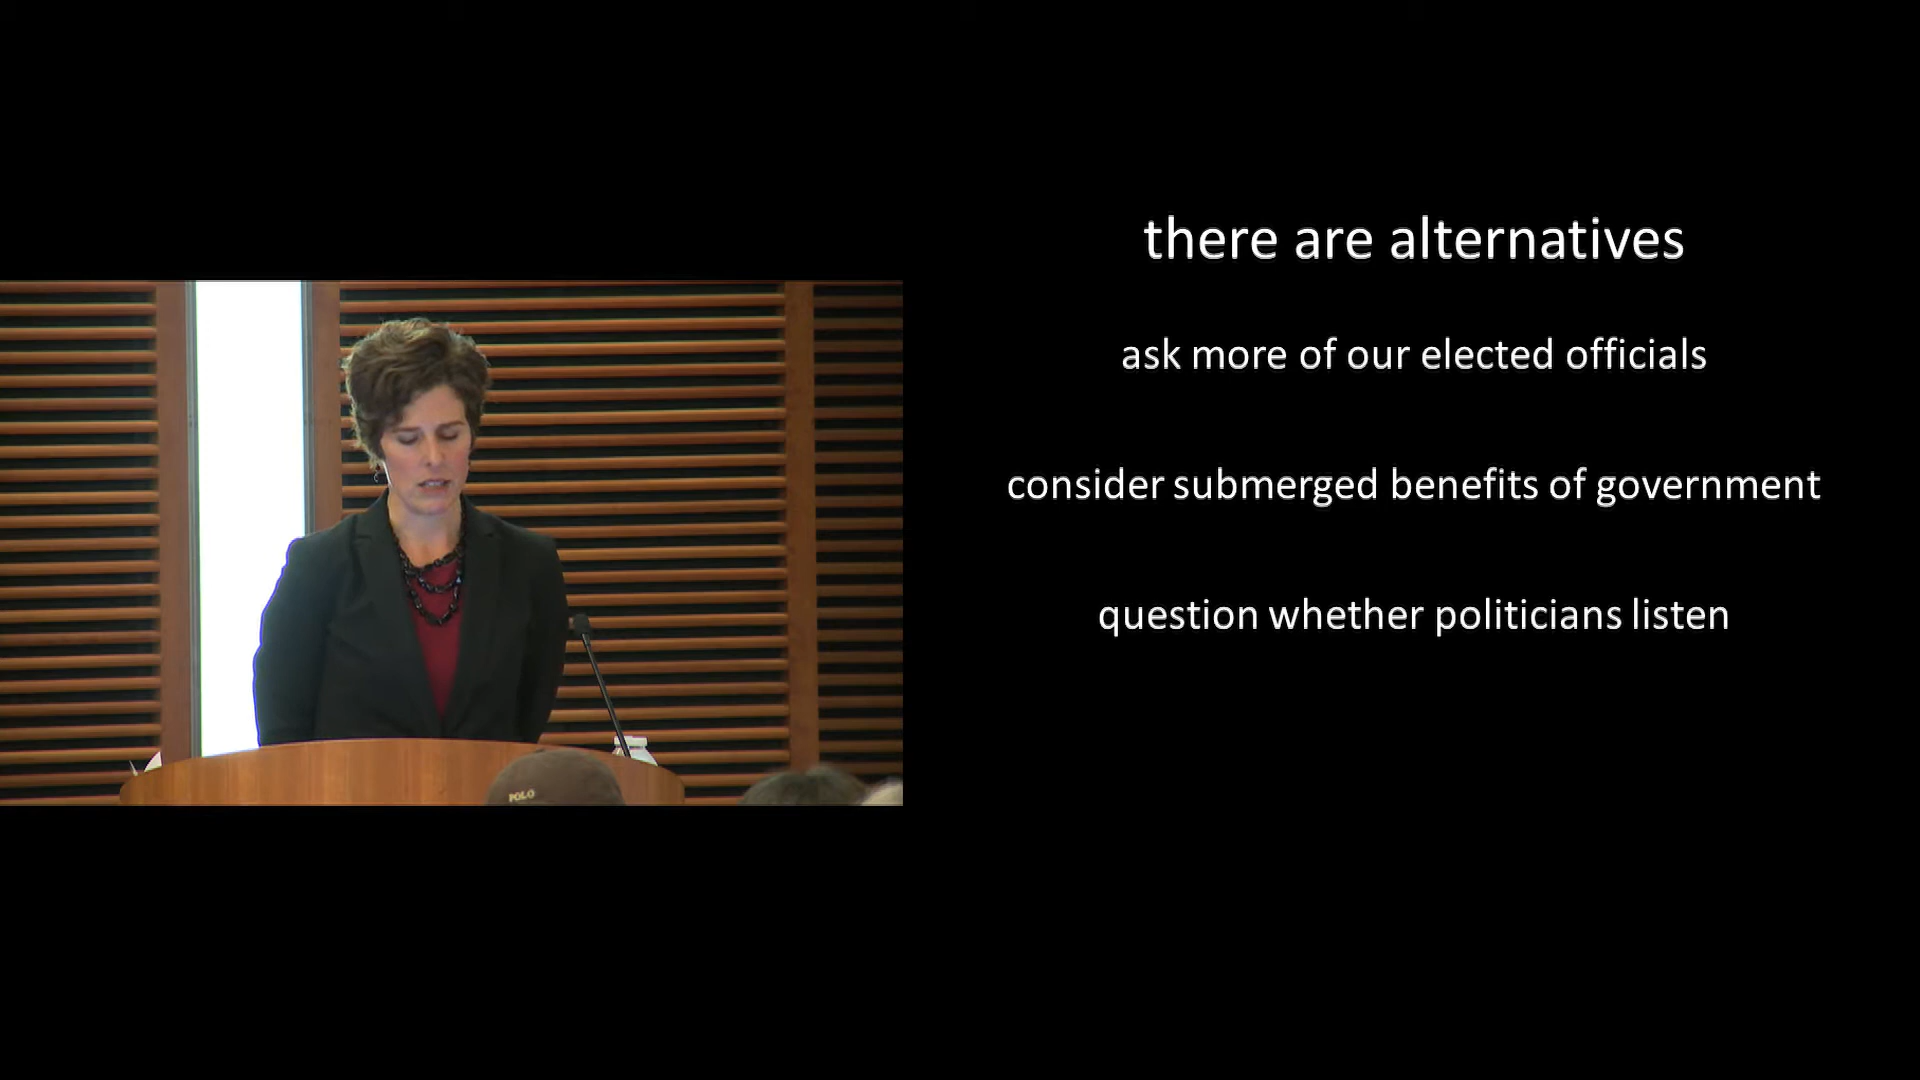 there are alternatives
ask more of our elected officials
consider submerged benefits of government
question whether politicians listen
POLO